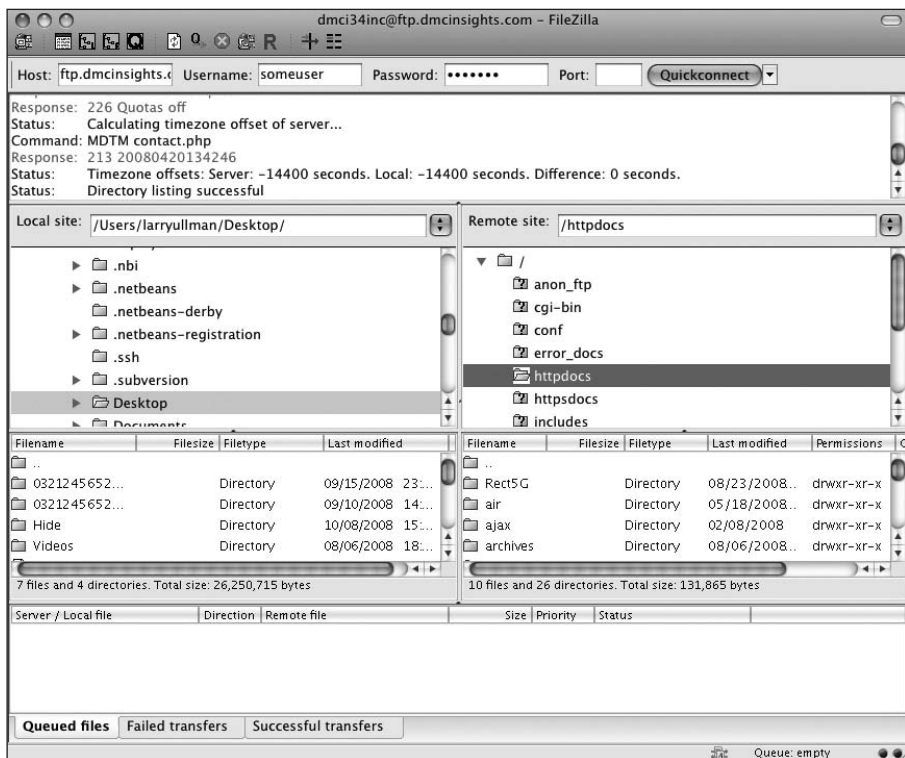 dmci34inc@ftp.dmcinsights.com – FileZilla
Host: ftp.dmcinsights.c Username: someuser Password: ••••••• Port: Quickconnect
Response: 226 Quotas off
Status: Calculating timezone offset of server...
Command: MDTM contact.php
Response: 213 20080420134246
Status: Timezone offsets: Server: -14400 seconds. Local: -14400 seconds. Difference: 0 seconds.
Status: Directory listing successful
Local site: /Users/larryullman/Desktop/
.nbi
.netbeans
.netbeans-derby
.netbeans-registration
.ssh
.subversion
Desktop
Documents
Filename Filesize Filetype Last modified
..
0321245652... Directory 09/15/2008 23:...
0321245652... Directory 09/10/2008 14:...
Hide Directory 10/08/2008 15:...
Videos Directory 08/06/2008 18:...
7 files and 4 directories. Total size: 26,250,715 bytes
Remote site: /httpdocs
/
anon_ftp
cgi-bin
conf
error_docs
httpdocs
httpsdocs
includes
Filename Filesize Filetype Last modified Permissions
..
Rect5G Directory 08/23/2008... drwxr-xr-x
air Directory 05/18/2008... drwxr-xr-x
ajax Directory 02/08/2008 drwxr-xr-x
archives Directory 08/06/2008... drwxr-xr-x
10 files and 26 directories. Total size: 131,865 bytes
Server / Local file Direction Remote file Size Priority Status
Queued files Failed transfers Successful transfers
Queue: empty